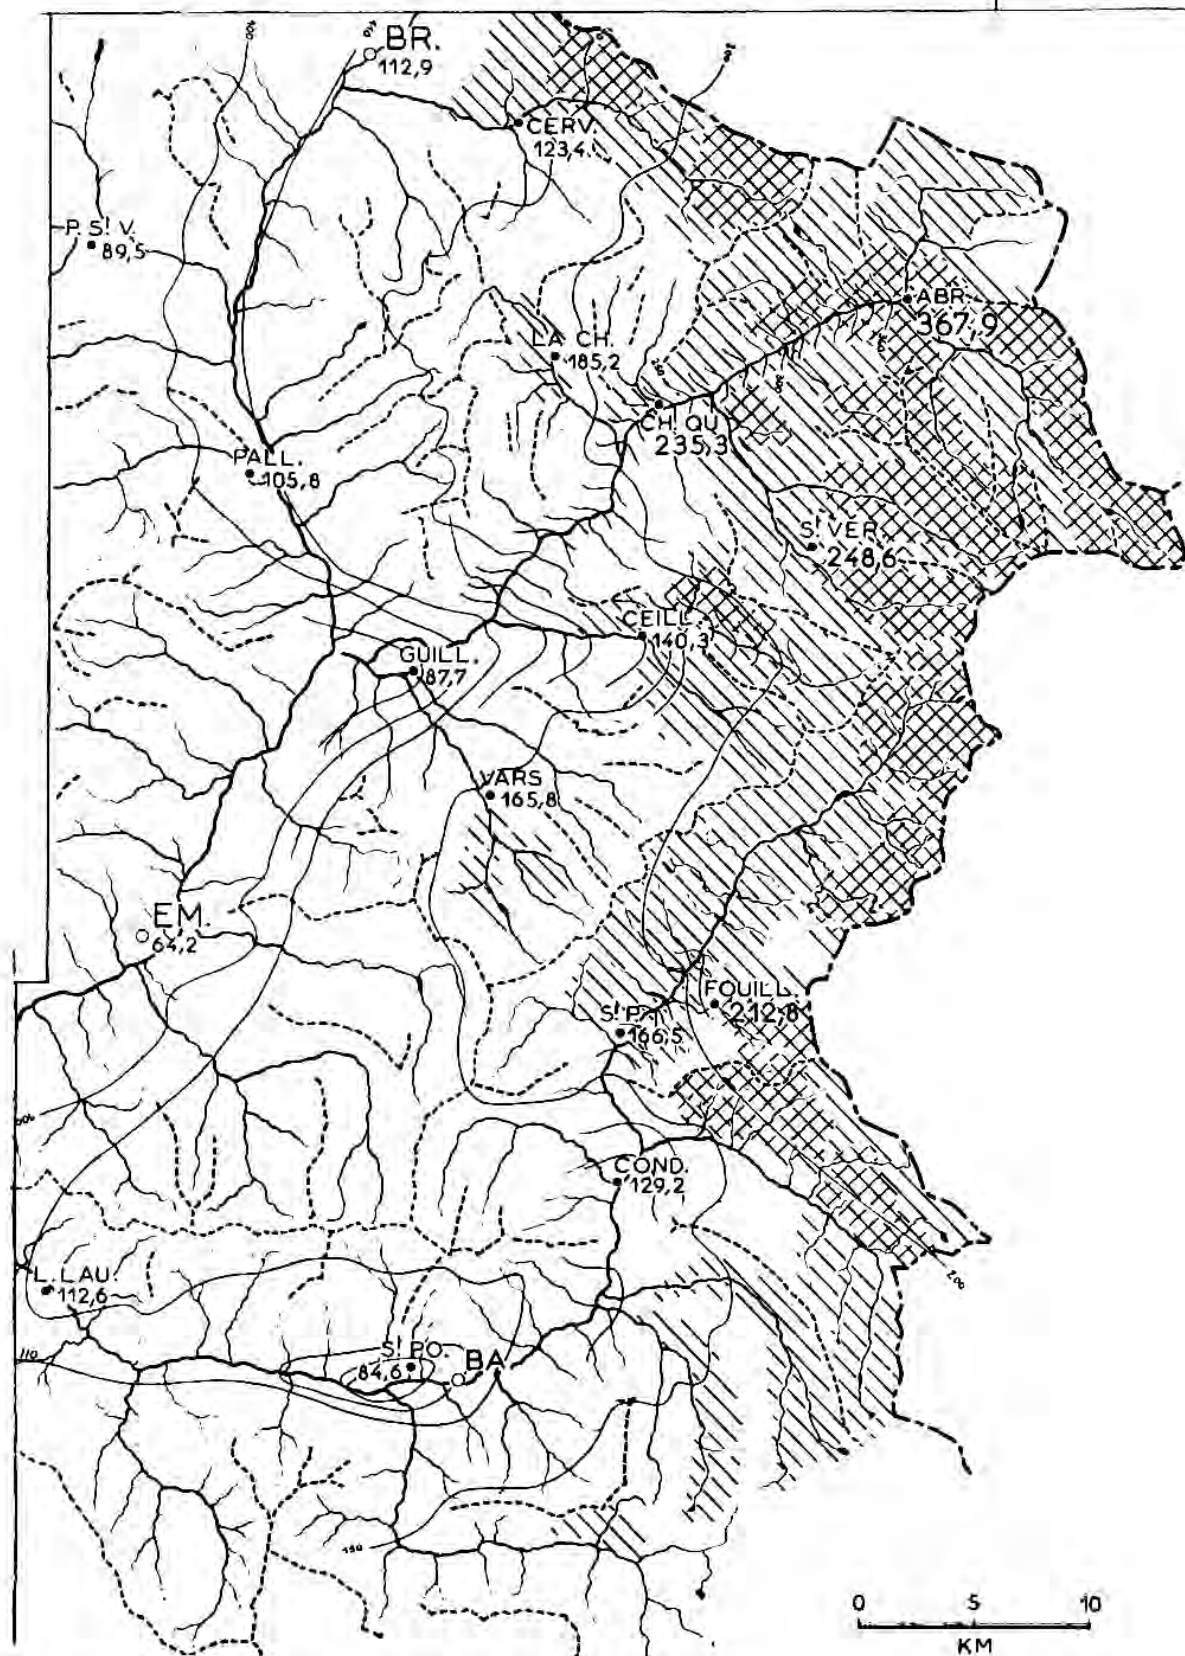 BR.
112,9
CERV.
123,4
P. St V.
89,5
ABR.
367,9
LA CH.
185,2
CH. QU.
235,3
PALL.
105,8
St VER.
248,6
CEILL.
140,3
GUILL.
87,7
VARS
165,8
EM.
64,2
FOUILL.
212,8
St P.
166,5
COND.
129,2
200
L. LAU.
112,6
110
St PO.
84,6
BA.
150
0 5 10
KM